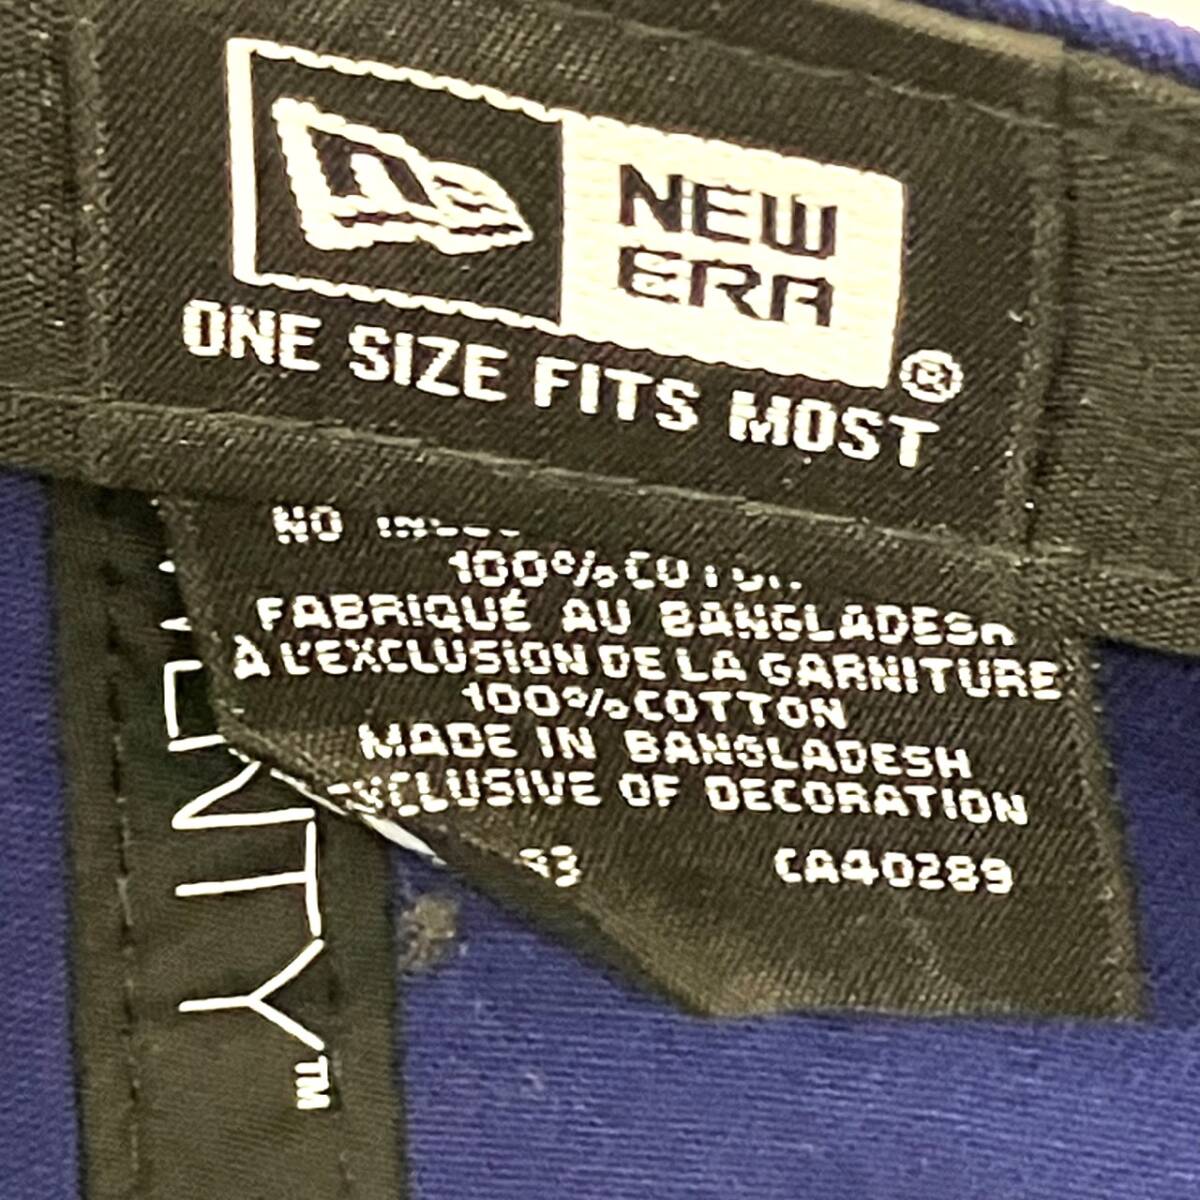 NEW
ERA®
ONE SIZE FITS MOST
NO
100%
FABRIQUÉ AU BANGLADESH
À L'EXCLUSION DE LA GARNITURE
100%COTTON
MADE IN BANGLADESH
EXCLUSIVE OF DECORATION
CA40289
™